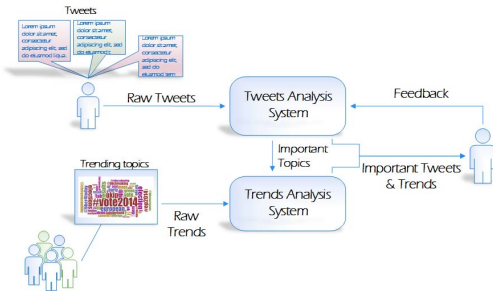 Tweets
Lorem ipsum
dolor sit amet,
consectetur
adipiscing elit, sed
do eiusmod
Lorem ipsum
dolor sit amet,
consectetur
adipiscing elit, sed
do eiusmod
Lorem ipsum
dolor sit amet,
consectetur
adipiscing elit,
sed do
eiusmod tem
Raw Tweets
Tweets Analysis
System
Feedback
Important
Topics
Important Tweets
& Trends
Trending topics
#vote2014
Raw
Trends
Trends Analysis
System